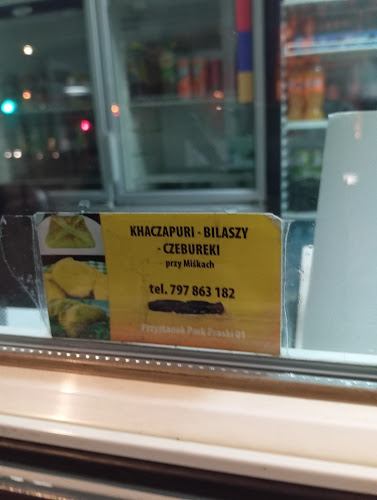 KHACZAPURI - BILASZY
- CZEBUREKI
przy Miśkach
tel. 797 863 182
Przystanek Park Praski 01